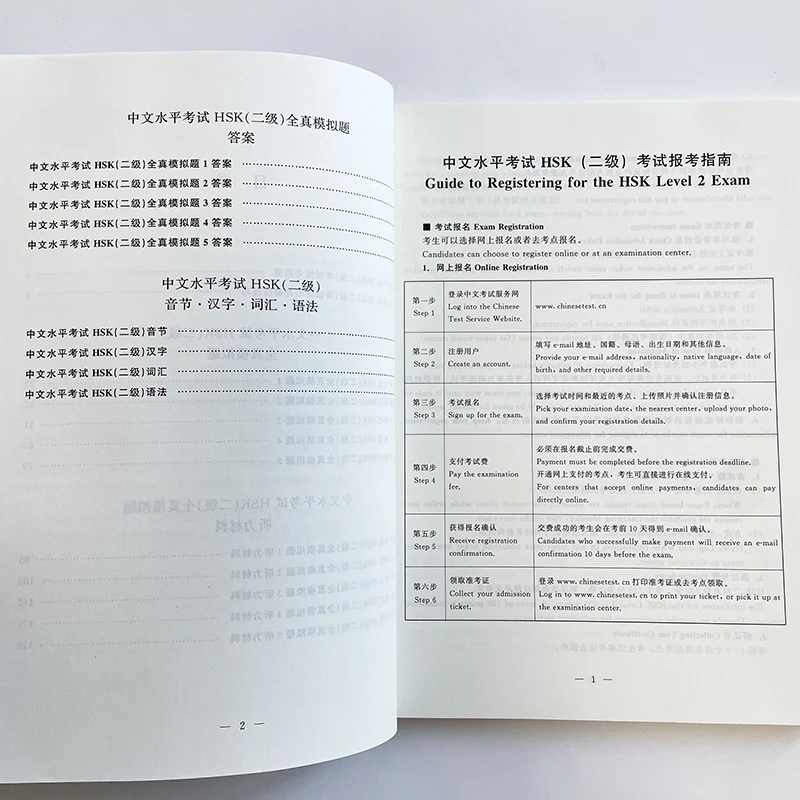 中文水平考试 HSK(二级)全真模拟题
答案
中文水平考试 HSK(二级)全真模拟题 1 答案
中文水平考试 HSK(二级)全真模拟题 2 答案
中文水平考试 HSK(二级)全真模拟题 3 答案
中文水平考试 HSK(二级)全真模拟题 4 答案
中文水平考试 HSK(二级)全真模拟题 5 答案
中文水平考试 HSK(二级)
音节·汉字·词汇·语法
中文水平考试 HSK(二级)音节
中文水平考试 HSK(二级)汉字
中文水平考试 HSK(二级)词汇
中文水平考试 HSK(二级)语法
— 2 —
中文水平考试 HSK（二级）考试报考指南
Guide to Registering for the HSK Level 2 Exam
■ 考试报名 Exam Registration
考生可以选择网上报名或者去考点报名。
Candidates can choose to register online or at an examination center.
1. 网上报名 Online Registration
第一步
Step 1
登录中文考试服务网
Log into the Chinese
Test Service Website.
www.chinesetest.cn
第二步
Step 2
注册用户
Create an account.
填写 e-mail 地址、国籍、母语、出生日期和其他信息。
Provide your e-mail address, nationality, native language, date of
birth, and other required details.
第三步
Step 3
考试报名
Sign up for the exam.
选择考试时间和最近的考点、上传照片并确认注册信息。
Pick your examination date, the nearest center, upload your photo,
and confirm your registration details.
第四步
Step 4
支付考试费
Pay the examination
fee.
必须在报名截止前完成交费。
Payment must be completed before the registration deadline.
开通网上支付的考点，考生可直接进行在线支付。
For centers that accept online payments, candidates can pay
directly online.
第五步
Step 5
获得报名确认
Receive registration
confirmation.
交费成功的考生会在考前 10 天得到 e-mail 确认。
Candidates who successfully make payment will receive an e-mail
confirmation 10 days before the exam.
第六步
Step 6
领取准考证
Collect your admission
ticket.
登录 www.chinesetest.cn 打印准考证或去考点领取。
Log in to www.chinesetest.cn to print your ticket, or pick it up at
the examination center.
— 1 —